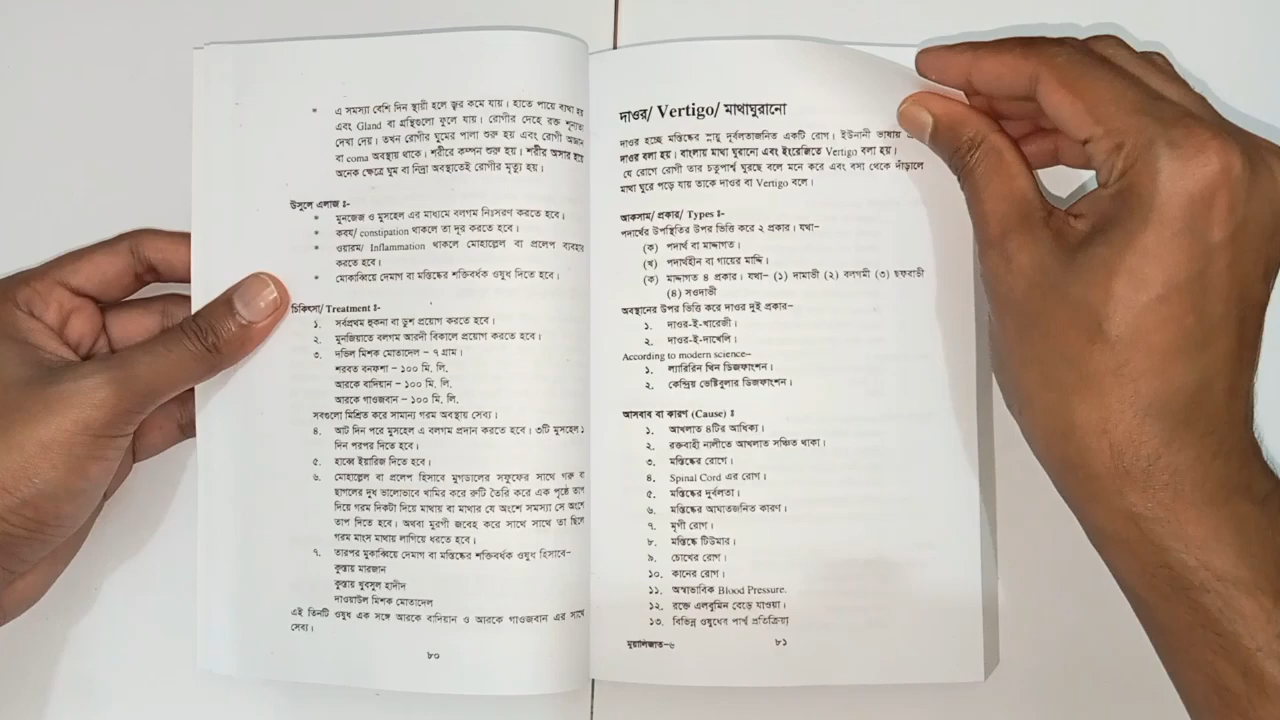 * এ সমস্যা বেশি দিন স্থায়ী হলে জ্বর কমে যায়। হাতে পায়ে ব্যথা হয়
এবং Gland বা গ্রন্থিগুলো ফুলে যায়। রোগীর দেহে রক্ত শূন্যতা
দেখা দেয়। তখন রোগীর ঘুমের পালা শুরু হয় এবং রোগী অজ্ঞান
বা coma অবস্থায় থাকে। শরীরে কম্পন শুরু হয়। শরীর অসার হয়ে
অনেক ক্ষেত্রে ঘুম বা নিদ্রা অবস্থাতেই রোগীর মৃত্যু হয়।
উসুলে এলাজ ঃ-
* মুনজেজ ও মুসহেল এর মাধ্যমে বলগম নিঃসরণ করতে হবে।
* কবয/ constipation থাকলে তা দূর করতে হবে।
* ওয়ারম/ Inflammation থাকলে মোহাল্লেল বা প্রলেপ ব্যবহার
করতে হবে।
* মোকাব্বিয়ে দেমাগ বা মস্তিষ্কের শক্তিবর্ধক ওষুধ দিতে হবে।
চিকিৎসা/ Treatment ঃ-
১. সর্বপ্রথম হুকনা বা ডুশ প্রয়োগ করতে হবে।
২. মুনজিযাতে বলগম আরদী বিকালে প্রয়োগ করতে হবে।
৩. দভিল মিশক মোতাদেল – ৭ গ্রাম।
শরবত বনফশা – ১০০ মি. লি.
আরকে বাদিয়ান – ১০০ মি. লি.
আরকে গাওজবান – ১০০ মি. লি.
সবগুলো মিশ্রিত করে সামান্য গরম অবস্থায় সেব্য।
৪. আট দিন পরে মুসহেল এ বলগম প্রদান করতে হবে। ৩টি মুসহেল ১
দিন পরপর দিতে হবে।
৫. হাব্বে ইয়ারিজ দিতে হবে।
৬. মোহাল্লেল বা প্রলেপ হিসাবে মুগডালের সফুফের সাথে গরু বা
ছাগলের দুধ ভালোভাবে খামির করে রুটি তৈরি করে এক পৃষ্ঠে তাপ
দিয়ে গরম দিকটা দিয়ে মাথায় বা মাথার যে অংশে সমস্যা সে অংশে
তাপ দিতে হবে। অথবা মুরগী জবেহ করে সাথে সাথে তা ছিলে
গরম মাংস মাথায় লাগিয়ে ধরতে হবে।
৭. তারপর মুকাব্বিয়ে দেমাগ বা মস্তিষ্কের শক্তিবর্ধক ওষুধ হিসাবে–
কুস্তায় মারজান
কুস্তায় খুবসুল হাদীদ
দাওয়াউল মিশক মোতাদেল
এই তিনটি ওষুধ এক সঙ্গে আরকে বাদিয়ান ও আরকে গাওজবান এর সাথে
সেব্য।
৮০
দাওর/ Vertigo/ মাথাঘুরানো
দাওর হচ্ছে মস্তিষ্কের স্নায়ু দূর্বলতাজনিত একটি রোগ। ইউনানী ভাষায়
দাওর বলা হয়। বাংলায় মাথা ঘুরানো এবং ইংরেজিতে Vertigo বলা হয়।
যে রোগে রোগী তার চতুপার্শ্ব ঘুরছে বলে মনে করে এবং বসা থেকে দাঁড়ালে
মাথা ঘুরে পড়ে যায় তাকে দাওর বা Vertigo বলে।
আকসাম/ প্রকার/ Types ঃ-
পদার্থের উপস্থিতির উপর ভিত্তি করে ২ প্রকার। যথা–
(ক) পদার্থ বা মাদ্দাগত।
(খ) পদার্থহীন বা গায়ের মাদ্দি।
(ক) মাদ্দাগত ৪ প্রকার। যথা– (১) দামাভী (২) বলগমী (৩) ছফবাভী
(৪) সওদাভী
অবস্থানের উপর ভিত্তি করে দাওর দুই প্রকার–
১. দাওর-ই-খারেজী।
২. দাওর-ই-দাখেলি।
According to modern science–
১. ল্যাররিন থিন ডিজফাংশন।
২. কেন্দ্রিয় ভেষ্টিবুলার ডিজফাংশন।
আসবাব বা কারণ (Cause) ঃ
১. আখলাত ৪টির আধিক্য।
২. রক্তবাহী নালীতে আখলাত সঞ্চিত থাকা।
৩. মস্তিষ্কের রোগে।
৪. Spinal Cord এর রোগ।
৫. মস্তিষ্কের দূর্বলতা।
৬. মস্তিষ্কের আঘাতজনিত কারণ।
৭. মৃগী রোগ।
৮. মস্তিষ্কে টিউমার।
৯. চোখের রোগ।
১০. কানের রোগ।
১১. অস্বাভাবিক Blood Pressure.
১২. রক্তে এলবুমিন বেড়ে যাওয়া।
১৩. বিভিন্ন ওষুধের পার্শ্ব প্রতিক্রিয়া
মুয়ালিজাত–৬ ৮১